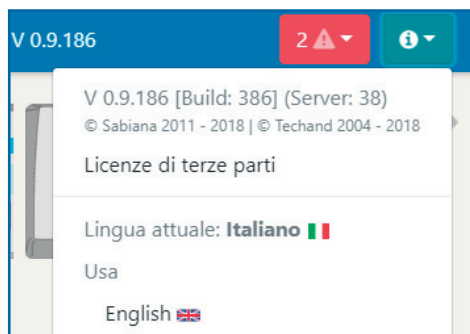 V 0.9.186
2
V 0.9.186 [Build: 386] (Server: 38)
© Sabiana 2011 - 2018 | © Techand 2004 - 2018
Licenze di terze parti
Lingua attuale: Italiano
Usa
English